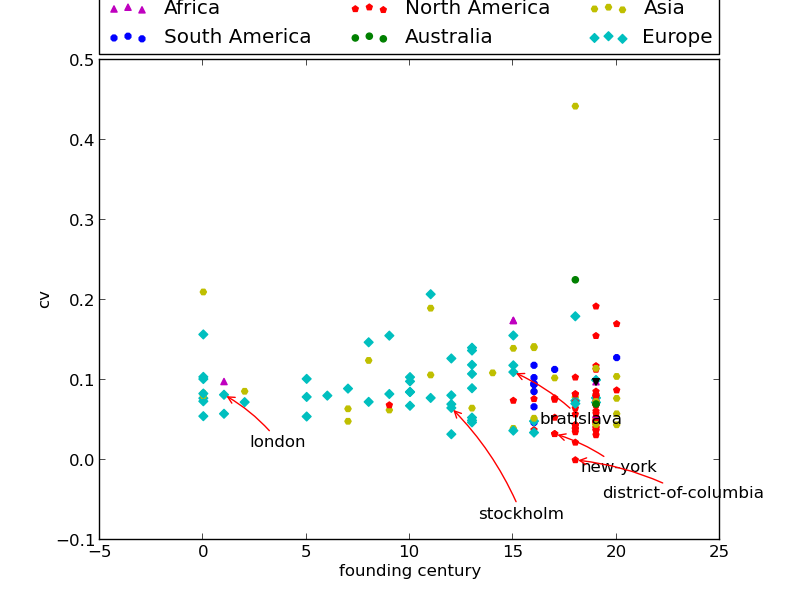 Africa North America Asia
South America Australia Europe
0.5
0.4
0.3
0.2
0.1
0.0
−0.1
cv
bratislava
london
new-york
district-of-columbia
stockholm
−5 0 5 10 15 20 25
founding century